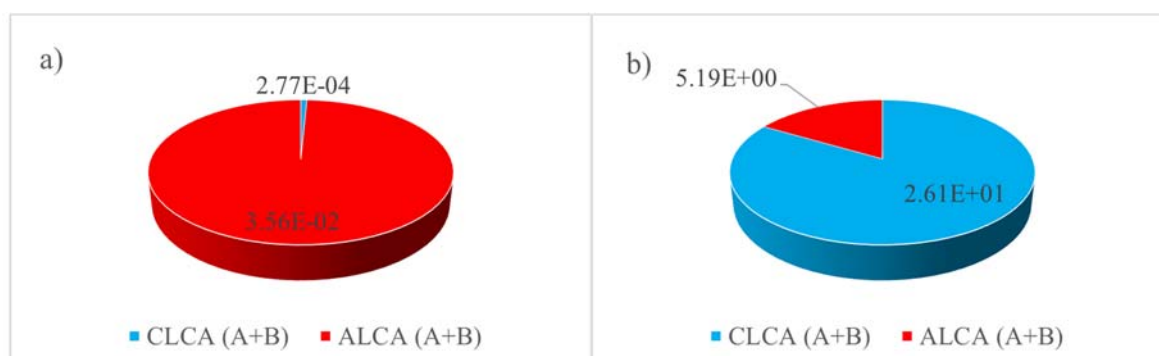 a)
2.77E-04
3.56E-02
CLCA (A+B) ALCA (A+B)
b)
5.19E+00
2.61E+01
CLCA (A+B) ALCA (A+B)